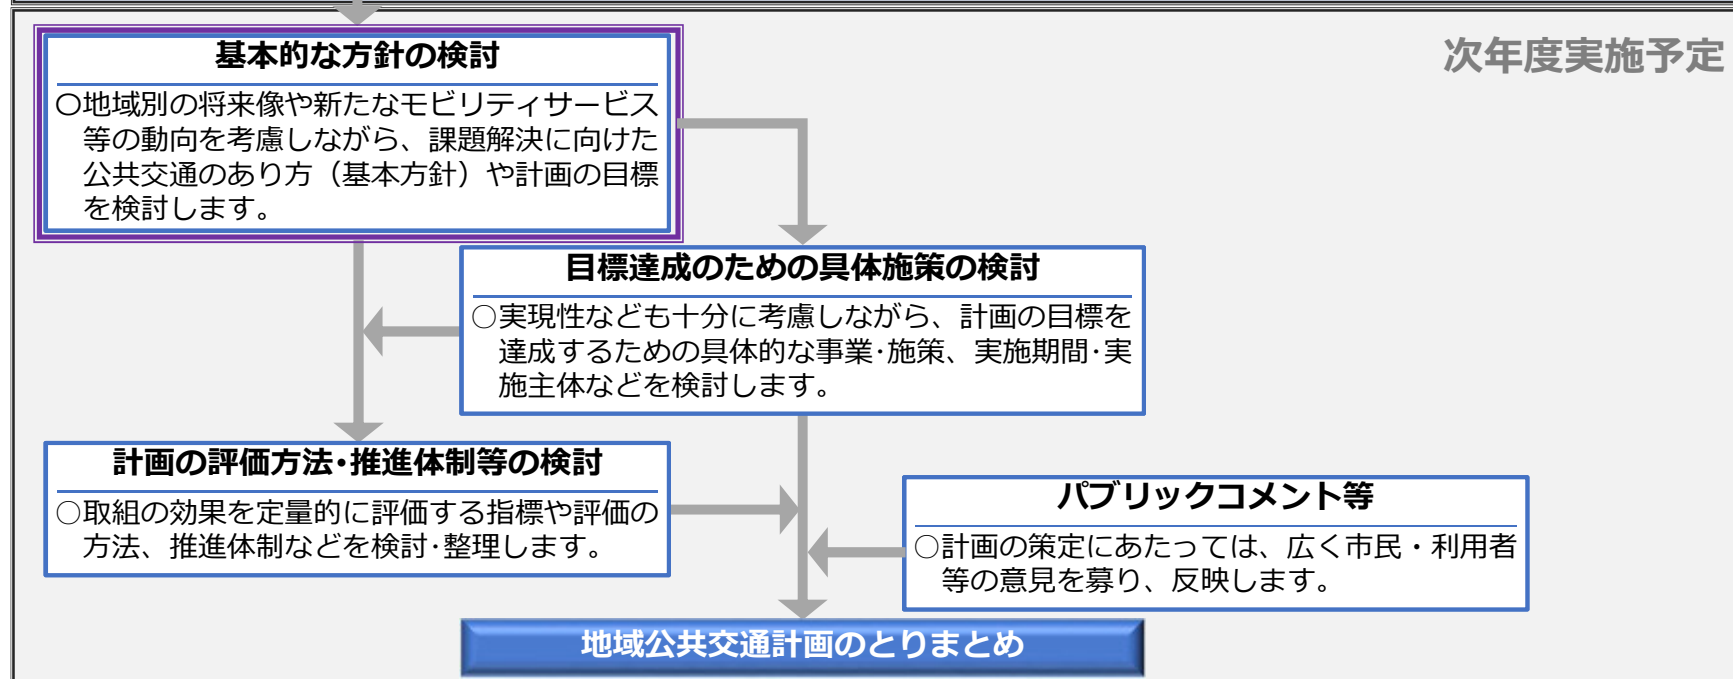 次年度実施予定
基本的な方針の検討
〇地域別の将来像や新たなモビリティサービス
等の動向を考慮しながら、課題解決に向けた
公共交通のあり方（基本方針）や計画の目標
を検討します。
目標達成のための具体施策の検討
○実現性なども十分に考慮しながら、計画の目標を
達成するための具体的な事業･施策、実施期間･実
施主体などを検討します。
計画の評価方法･推進体制等の検討
○取組の効果を定量的に評価する指標や評価の
方法、推進体制などを検討･整理します。
パブリックコメント等
○計画の策定にあたっては、広く市民・利用者
等の意見を募り、反映します。
地域公共交通計画のとりまとめ